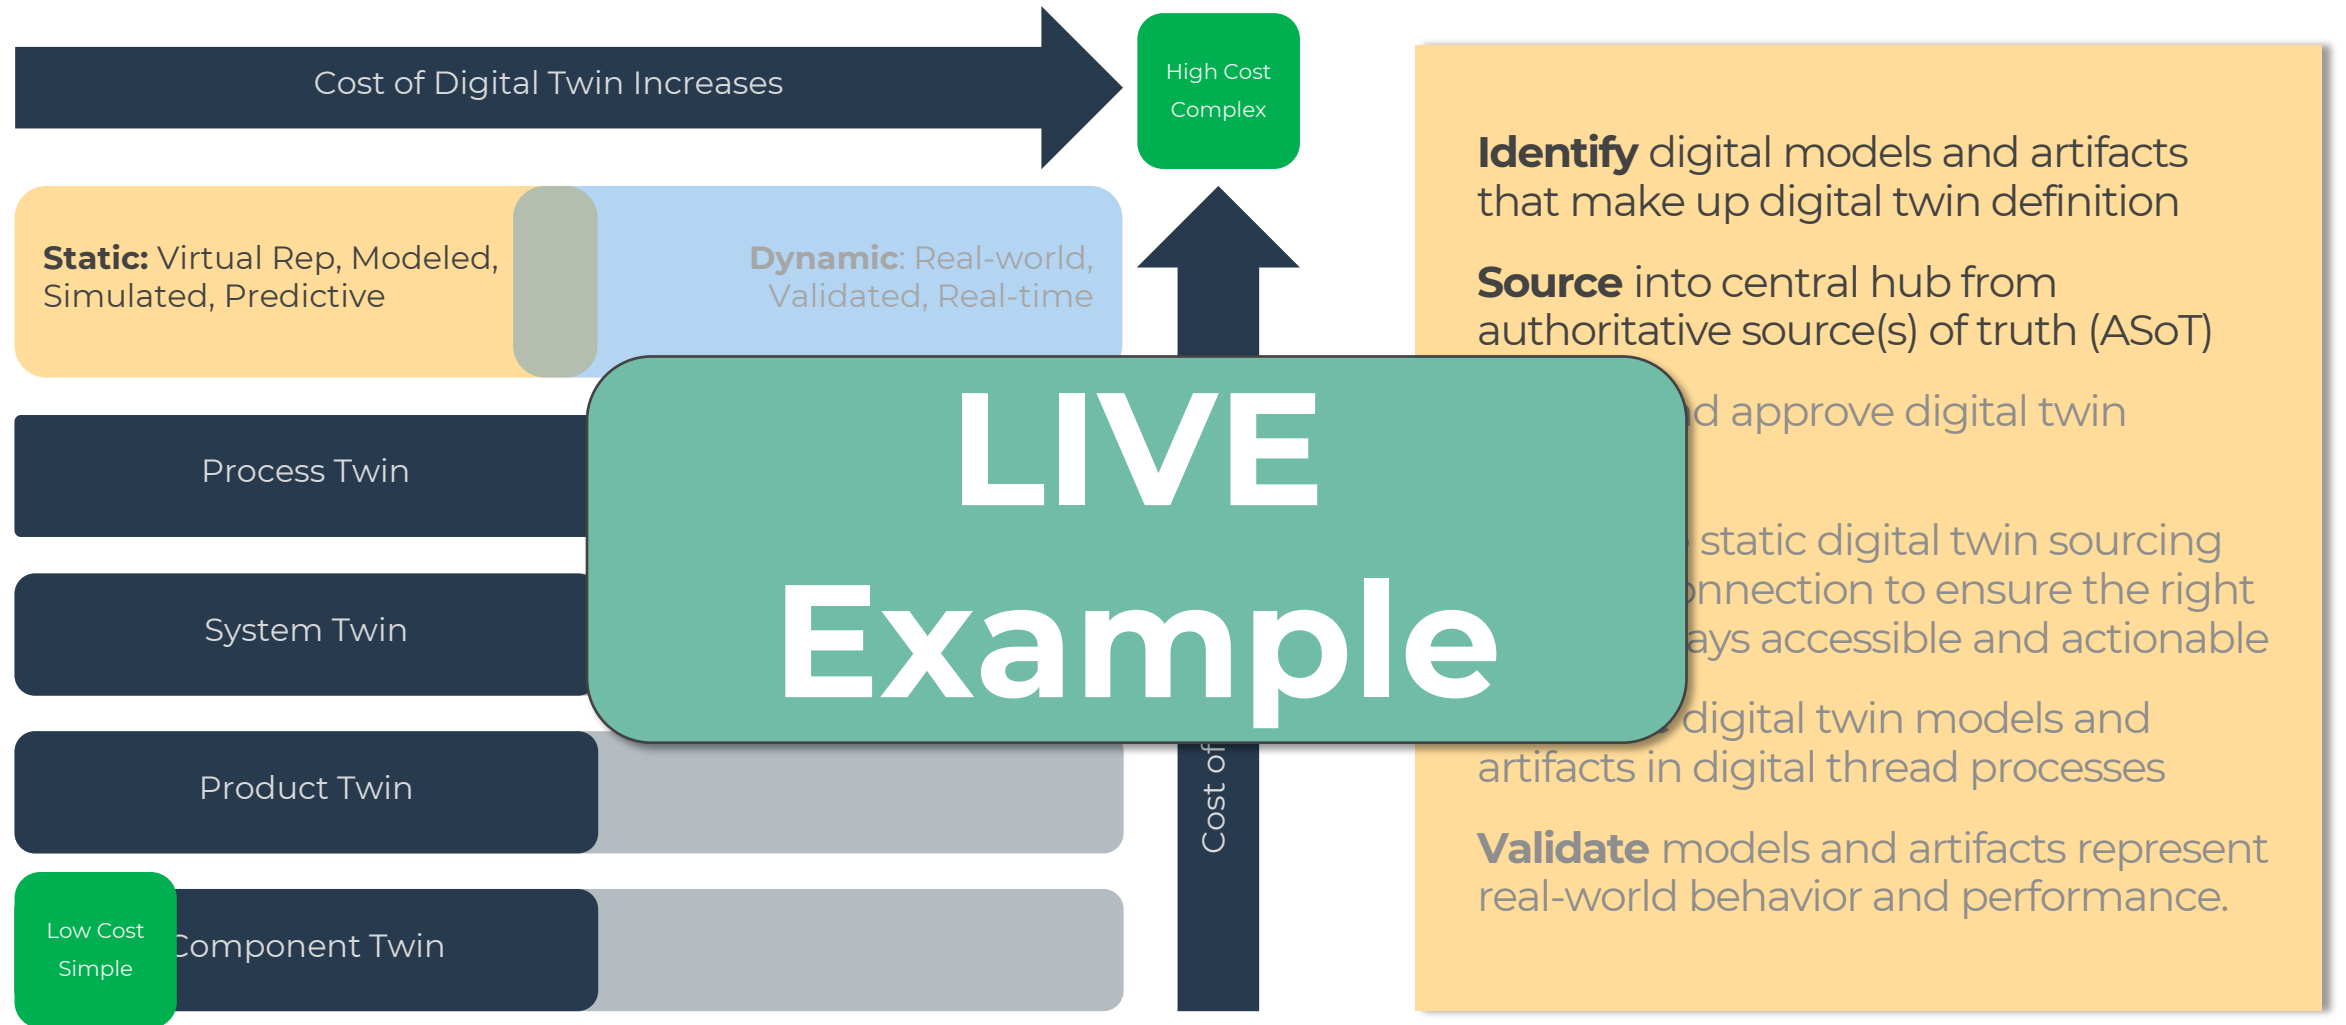 Cost of Digital Twin Increases
High Cost
Complex
Static: Virtual Rep, Modeled,
Simulated, Predictive
Dynamic: Real-world,
Validated, Real-time
Process Twin
System Twin
Product Twin
Component Twin
Low Cost
Simple
Cost of
LIVE
Example
Identify digital models and artifacts
that make up digital twin definition
Source into central hub from
authoritative source(s) of truth (ASoT)
approve digital twin
static digital twin sourcing
to ensure the right
accessible and actionable
digital twin models and
artifacts in digital thread processes
Validate models and artifacts represent
real-world behavior and performance.